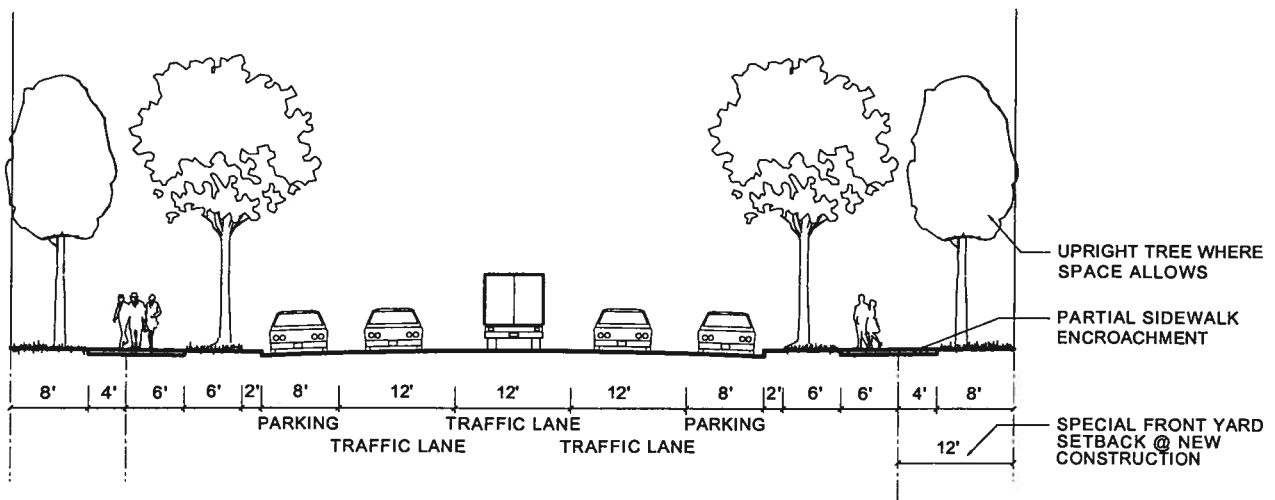 UPRIGHT TREE WHERE
SPACE ALLOWS
PARTIAL SIDEWALK
ENCROACHMENT
8' 4' 6' 6' 2' 8' 12' 12' 12' 8' 2' 6' 6' 4' 8'
PARKING TRAFFIC LANE PARKING
TRAFFIC LANE TRAFFIC LANE
12'
SPECIAL FRONT YARD
SETBACK @ NEW
CONSTRUCTION